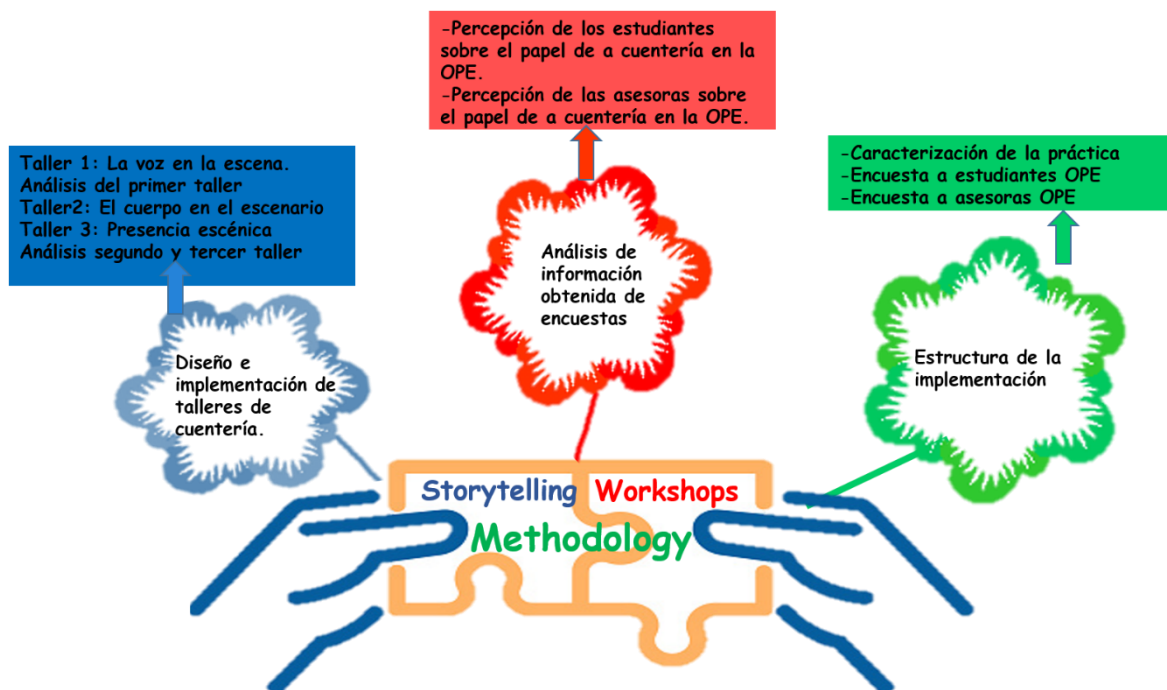 -Percepción de los estudiantes
sobre el papel de a cuentería en la
OPE.
-Percepción de las asesoras sobre
el papel de a cuentería en la OPE.
Taller 1: La voz en la escena.
Análisis del primer taller
Taller2: El cuerpo en el escenario
Taller 3: Presencia escénica
Análisis segundo y tercer taller
-Caracterización de la práctica
-Encuesta a estudiantes OPE
-Encuesta a asesoras OPE
Diseño e
implementación de
talleres de
cuentería.
Análisis de
información
obtenida de
encuestas
Estructura de la
implementación
Storytelling Workshops
Methodology